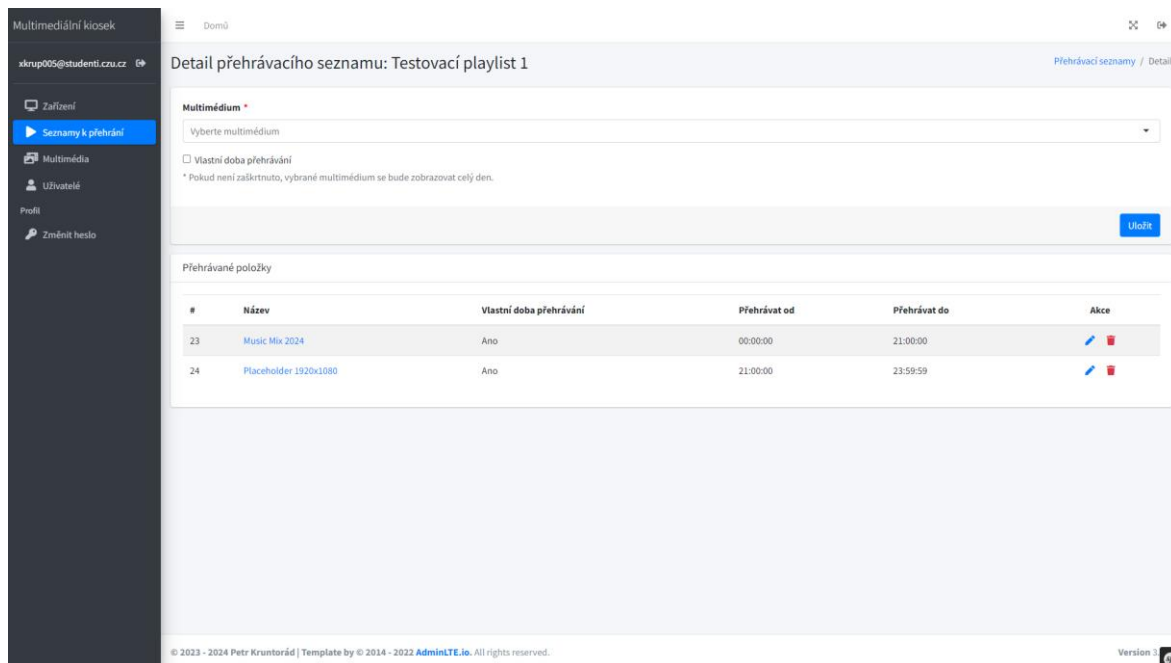 Multimediální kiosek
Domů
xkrup005@studenti.czu.cz
Detail přehrávacího seznamu: Testovací playlist 1
Přehrávací seznamy / Detail
Zařízení
Seznamy k přehrání
Multimédia
Uživatelé
Profil
Změnit heslo
Multimédium *
Vyberte multimédium
Vlastní doba přehrávání
* Pokud není zaškrtnuto, vybrané multimédium se bude zobrazovat celý den.
Uložit
Přehrávané položky
# Název Vlastní doba přehrávání Přehrávat od Přehrávat do Akce
23 Music Mix 2024 Ano 00:00:00 21:00:00
24 Placeholder 1920x1080 Ano 21:00:00 23:59:59
© 2023 - 2024 Petr Kruntorád | Template by © 2014 - 2022 AdminLTE.io. All rights reserved.
Version 3.